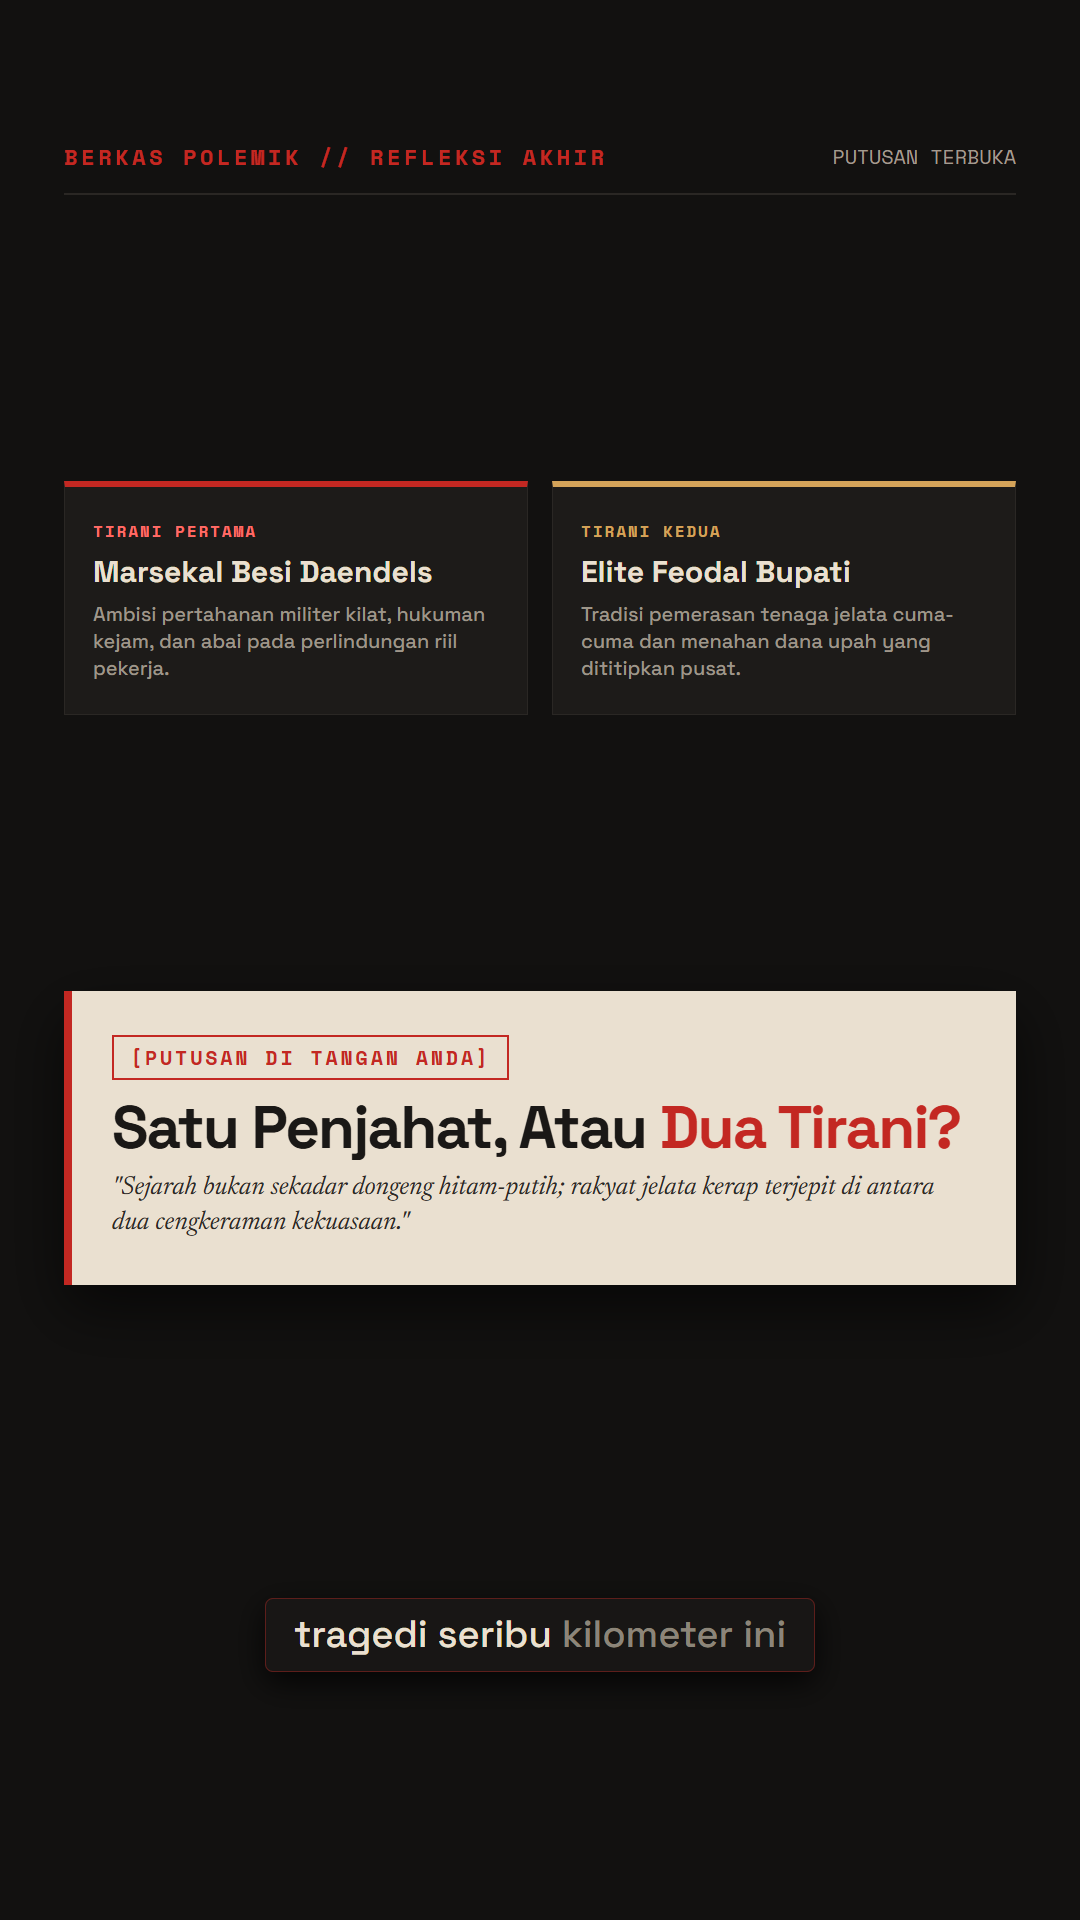 BERKAS POLEMIK // REFLEKSI AKHIR
PUTUSAN TERBUKA
TIRANI PERTAMA
Marsekal Besi Daendels
Ambisi pertahanan militer kilat, hukuman
kejam, dan abai pada perlindungan riil
pekerja.
TIRANI KEDUA
Elite Feodal Bupati
Tradisi pemerasan tenaga jelata cuma-
cuma dan menahan dana upah yang
dititipkan pusat.
[PUTUSAN DI TANGAN ANDA]
Satu Penjahat, Atau Dua Tirani?
"Sejarah bukan sekadar dongeng hitam-putih; rakyat jelata kerap terjepit di antara
dua cengkeraman kekuasaan."
tragedi seribu kilometer ini